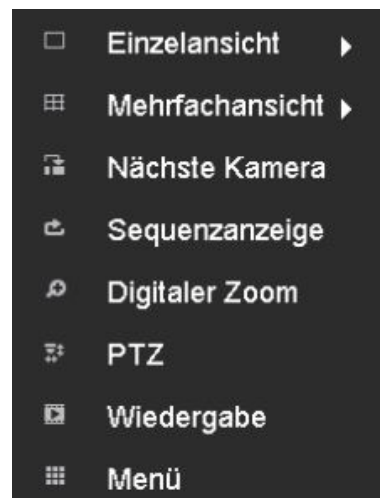 Einzelansicht
Mehrfachansicht
Nächste Kamera
Sequenzanzeige
Digitaler Zoom
PTZ
Wiedergabe
Menü